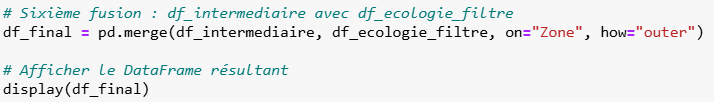 # Sixième fusion : df_intermediaire avec df_ecologie_filtre
df_final = pd.merge(df_intermediaire, df_ecologie_filtre, on="Zone", how="outer")
# Afficher le DataFrame résultant
display(df_final)